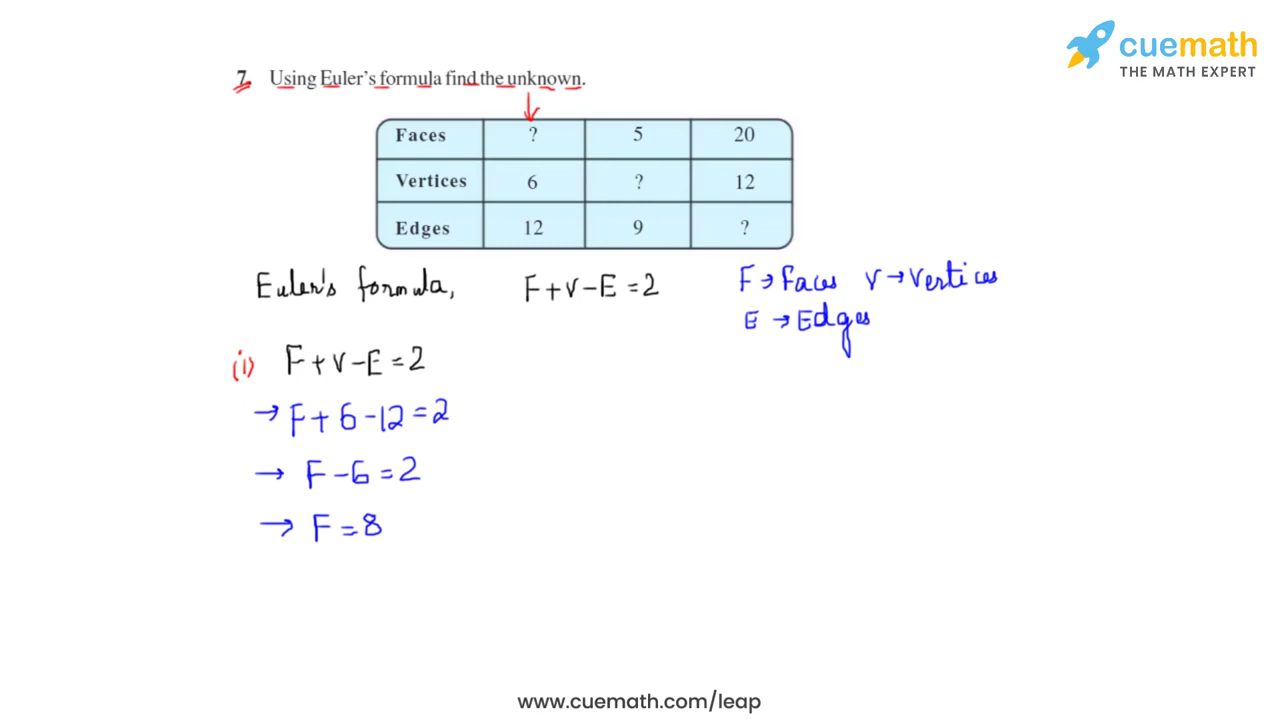 cuemath
THE MATH EXPERT
7. Using Euler's formula find the unknown.
Faces ? 5 20
Vertices 6 ? 12
Edges 12 9 ?
Euler's formula, F+V-E=2 F→Faces V→Vertices
E→Edges
(i) F+V-E=2
→F+6-12=2
→F-6=2
→F=8
www.cuemath.com/leap